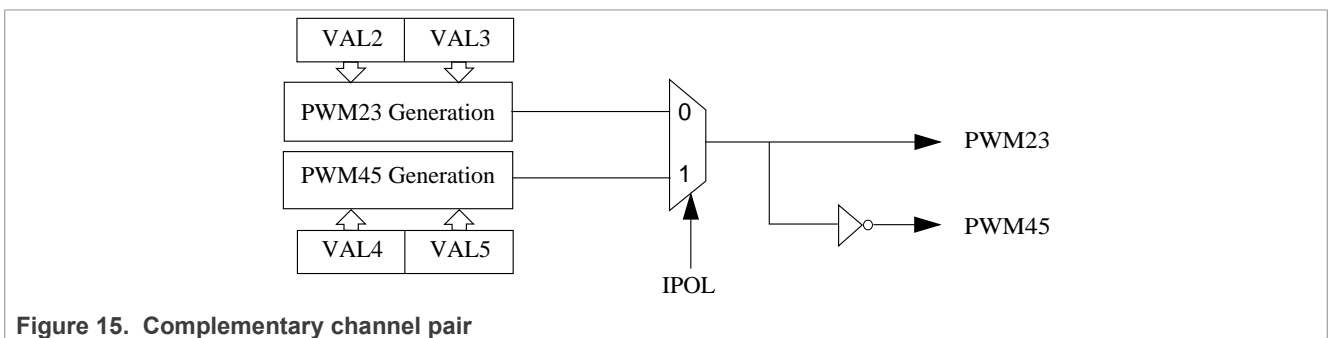 VAL2 VAL3
PWM23 Generation
0
PWM23
PWM45 Generation
1
PWM45
VAL4 VAL5
IPOL
Figure 15. Complementary channel pair